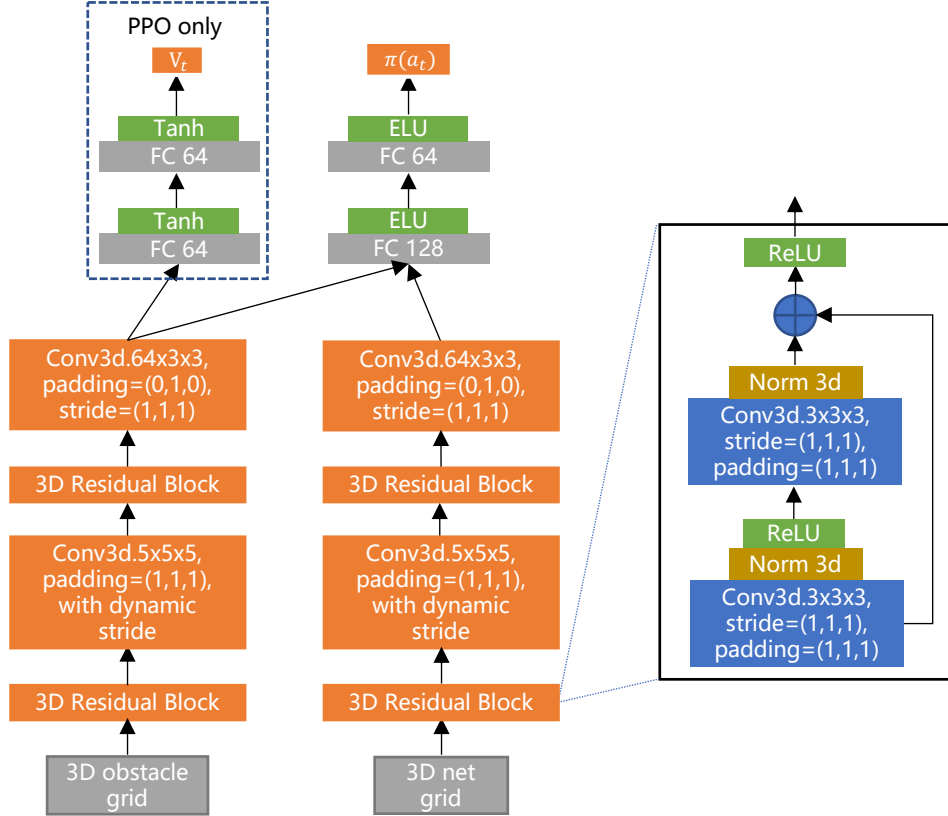 PPO only
V_t
Tanh
FC 64
Tanh
FC 64
π(a_t)
ELU
FC 64
ELU
FC 128
Conv3d.64x3x3,
padding=(0,1,0),
stride=(1,1,1)
3D Residual Block
Conv3d.5x5x5,
padding=(1,1,1),
with dynamic
stride
3D Residual Block
3D obstacle
grid
Conv3d.64x3x3,
padding=(0,1,0),
stride=(1,1,1)
3D Residual Block
Conv3d.5x5x5,
padding=(1,1,1),
with dynamic
stride
3D Residual Block
3D net
grid
ReLU
Norm 3d
Conv3d.3x3x3,
stride=(1,1,1),
padding=(1,1,1)
ReLU
Norm 3d
Conv3d.3x3x3,
stride=(1,1,1),
padding=(1,1,1)